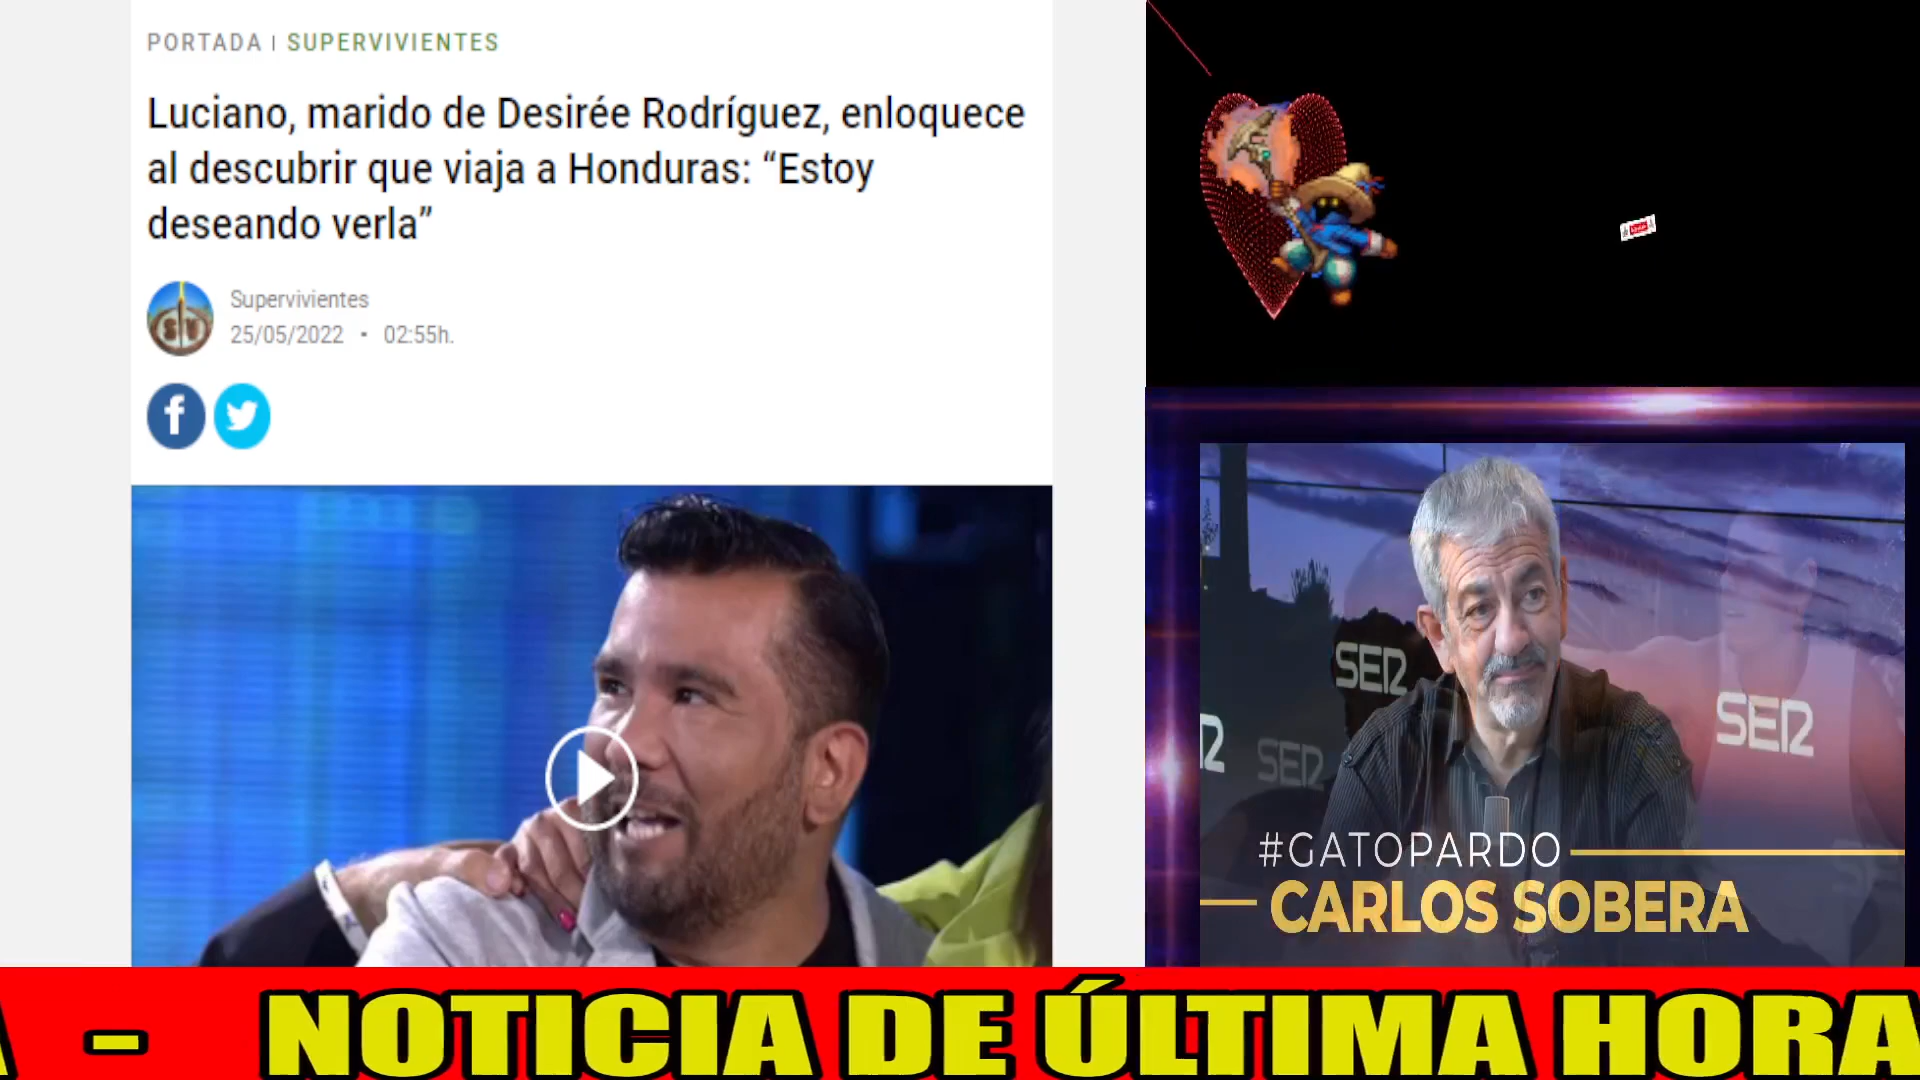 PORTADA | SUPERVIVIENTES
Luciano, marido de Desirée Rodríguez, enloquece
al descubrir que viaja a Honduras: “Estoy
deseando verla”
Supervivientes
25/05/2022 • 02:55h.
SER
SER
SER
#GATOPARDO
CARLOS SOBERA
A - NOTICIA DE ÚLTIMA HORA